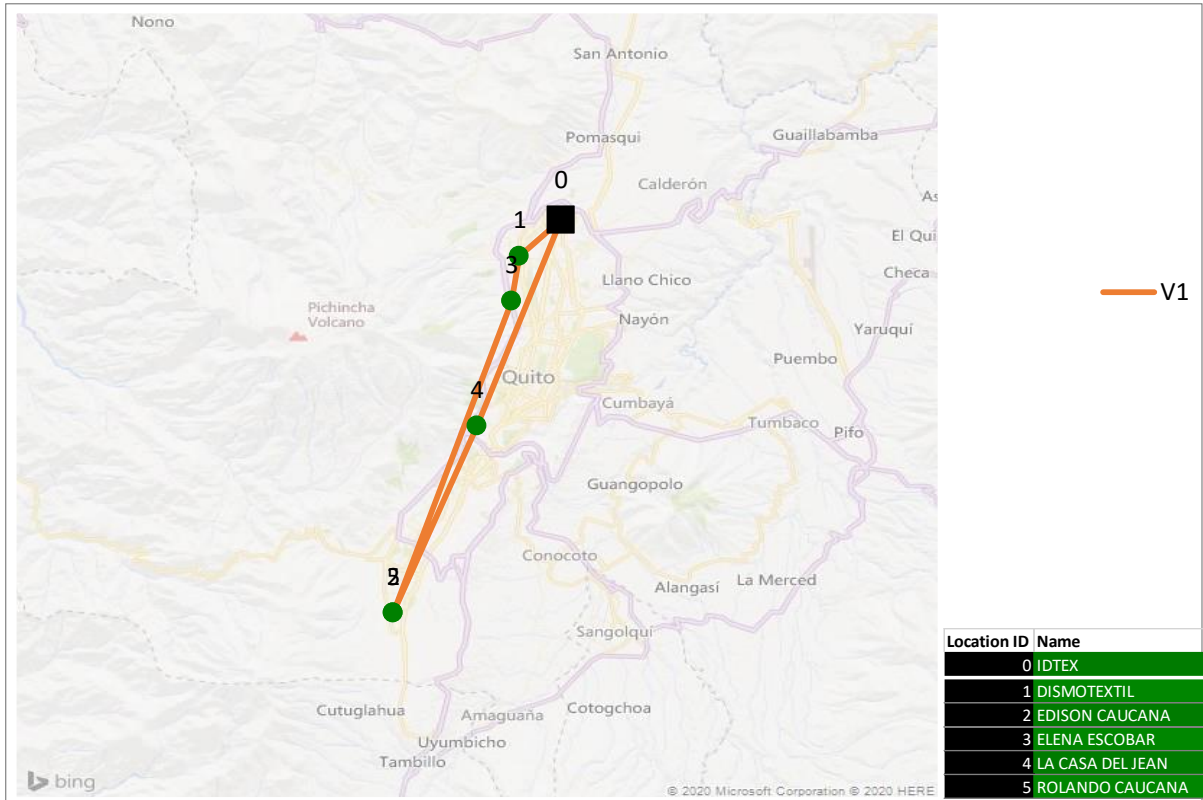 Nono
San Antonio
Pomasqui
Guaillabamba
0
Calderón
As
1
El Qui
3
Checa
Llano Chico
Pichincha
Volcano
Nayón
Yaruquí
V1
Puembo
Quito
4
Cumbayá
Tumbaco
Pifo
Guangopolo
Conocoto
La Merced
Alangasí
Sangolquí
Cutuglahua
Amaguaña
Cotogchoa
Uyumbicho
Tambillo
bing
© 2020 Microsoft Corporation © 2020 HERE
Location ID Name
0 IDTEX
1 DISMOTEXTIL
2 EDISON CAUCANA
3 ELENA ESCOBAR
4 LA CASA DEL JEAN
5 ROLANDO CAUCANA